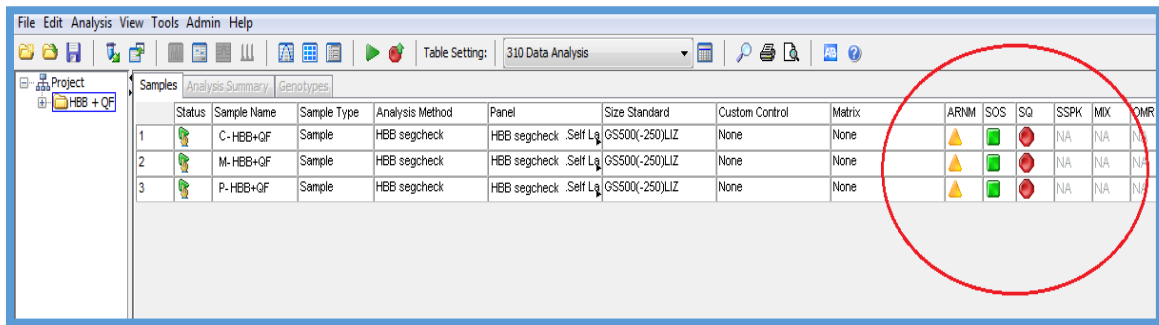 File Edit Analysis View Tools Admin Help
Table Setting: 310 Data Analysis
Project
HBB + QF
Samples Analysis Summary Genotypes
Status Sample Name Sample Type Analysis Method Panel Size Standard Custom Control Matrix ARNM SOS SQ SSPK MIX OMR
1 C-HBB+QF Sample HBB segcheck HBB segcheck .Self La GS500(-250)LIZ None None NA NA NA
2 M-HBB+QF Sample HBB segcheck HBB segcheck .Self La GS500(-250)LIZ None None NA NA NA
3 P-HBB+QF Sample HBB segcheck HBB segcheck .Self La GS500(-250)LIZ None None NA NA NA